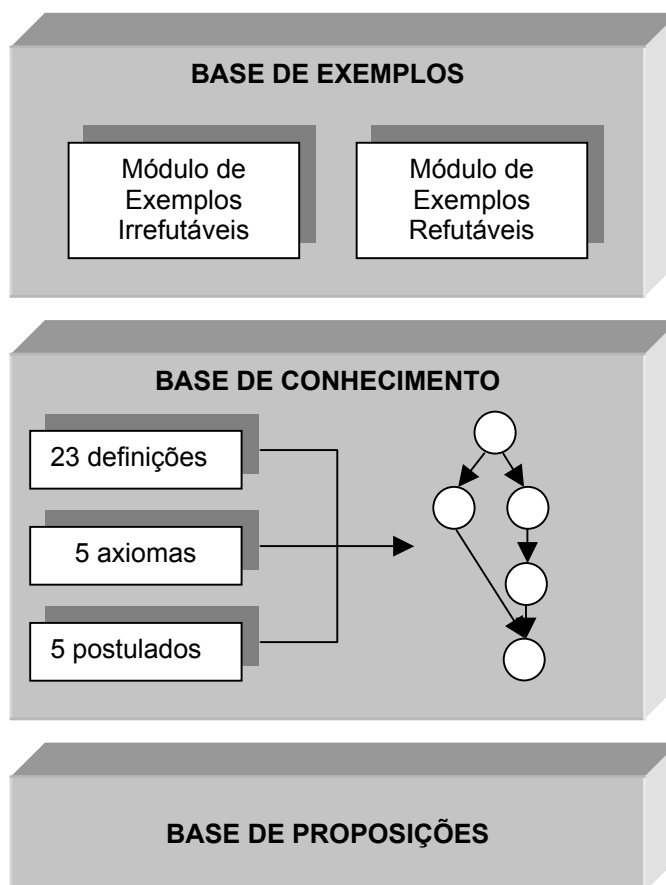 BASE DE EXEMPLOS
Módulo de
Exemplos
Irrefutáveis
Módulo de
Exemplos
Refutáveis
BASE DE CONHECIMENTO
23 definições
5 axiomas
5 postulados
BASE DE PROPOSIÇÕES